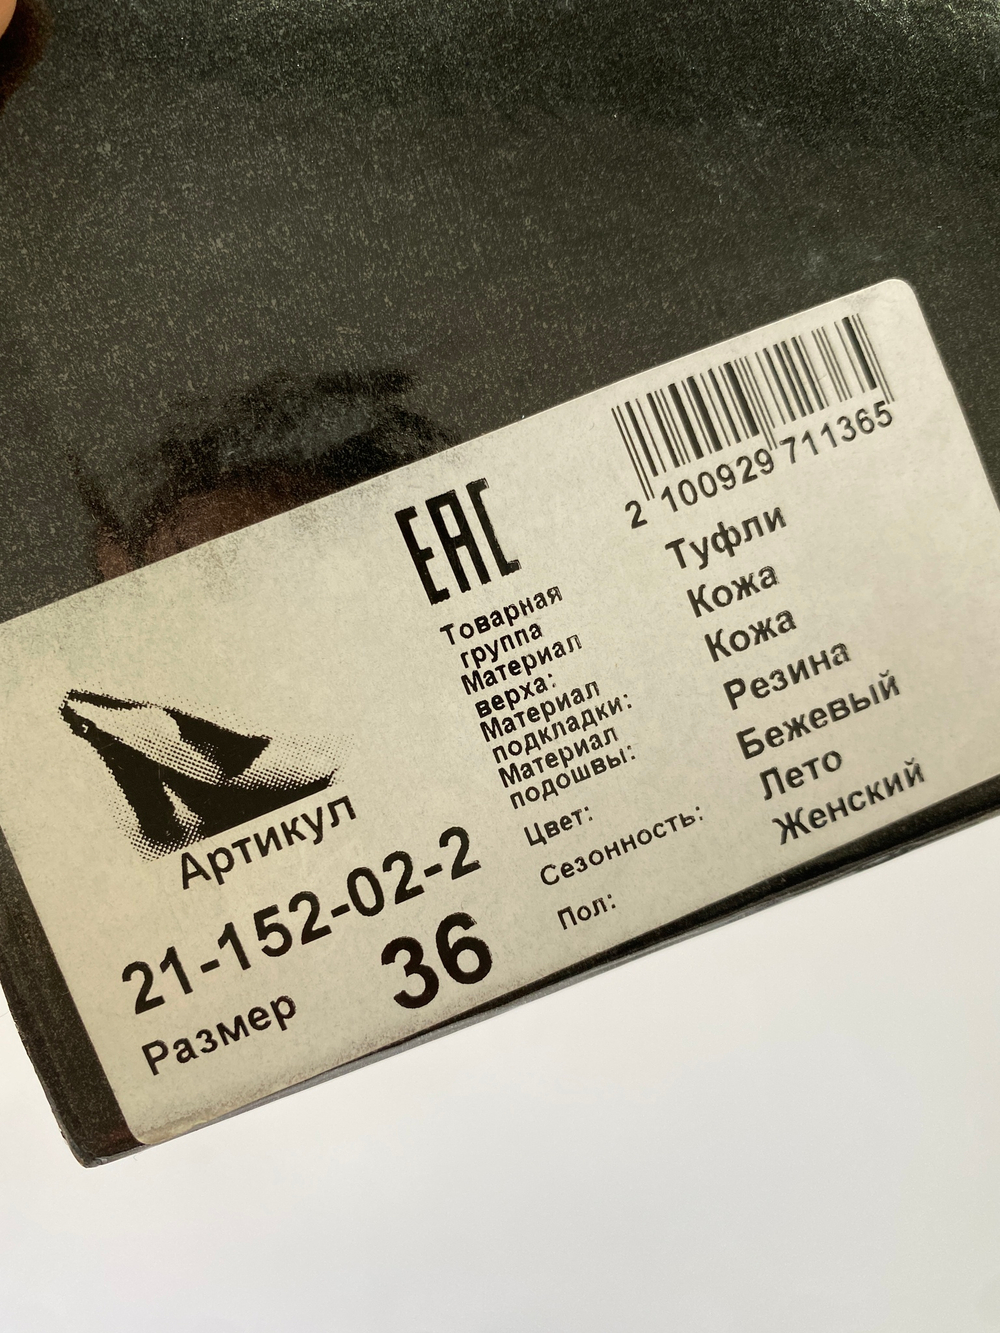 2 100929 711365
EAC
Товарная
группа
Туфли
Материал
верха:
Кожа
Материал
подкладки:
Кожа
Материал
подошвы:
Резина
Цвет:
Бежевый
Сезонность:
Лето
Пол:
Женский
Артикул
21-152-02-2
Размер
36